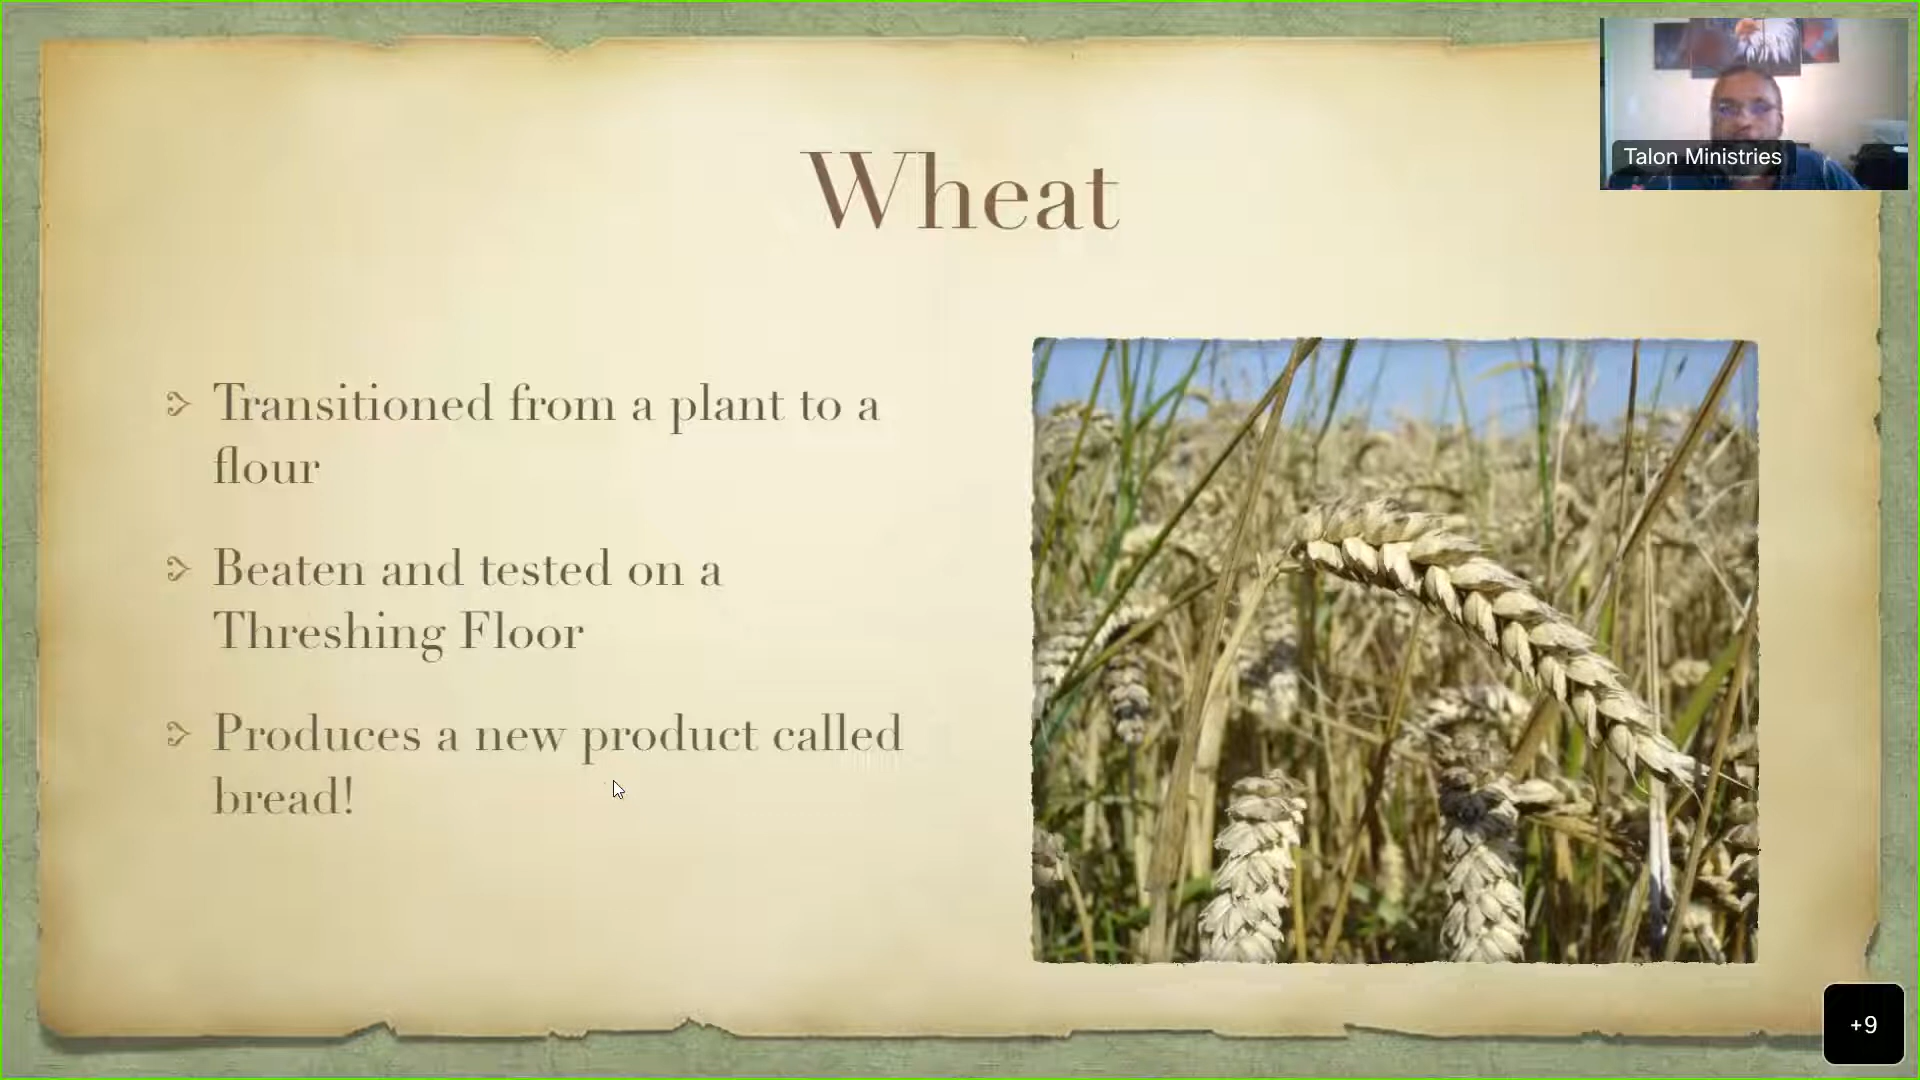 Talon Ministries
Wheat
Transitioned from a plant to a
flour
Beaten and tested on a
Threshing Floor
Produces a new product called
bread!
+9